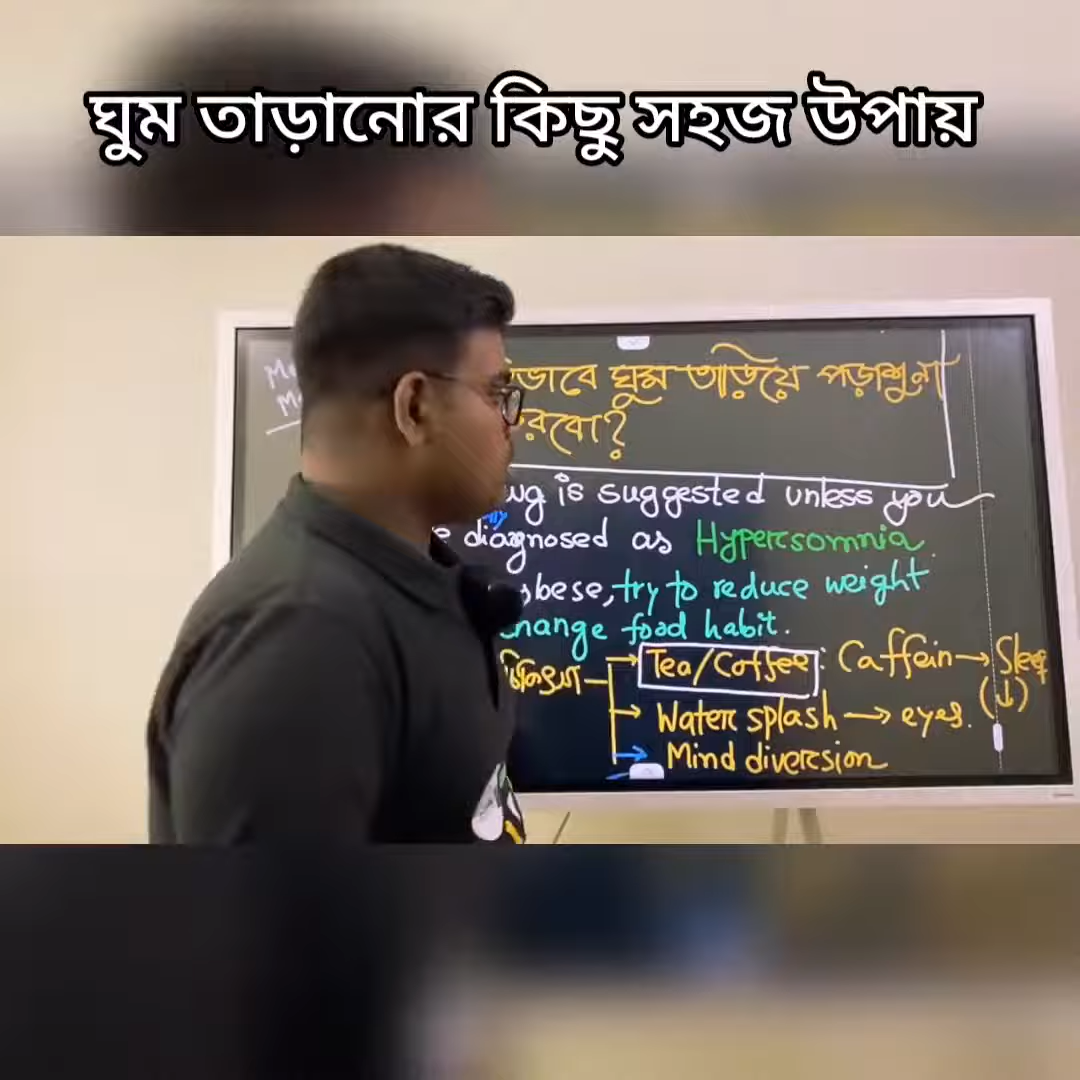 ঘুম তাড়ানোর কিছু সহজ উপায়
ঘুম তাড়িয়ে পড়াশুনা
is suggested unless you
diagnosed as Hypersomnia
try to reduce weight
change food habit.
Tea/Coffee : Caffein → Sleep (↓)
Water splash → eyes.
Mind diversion